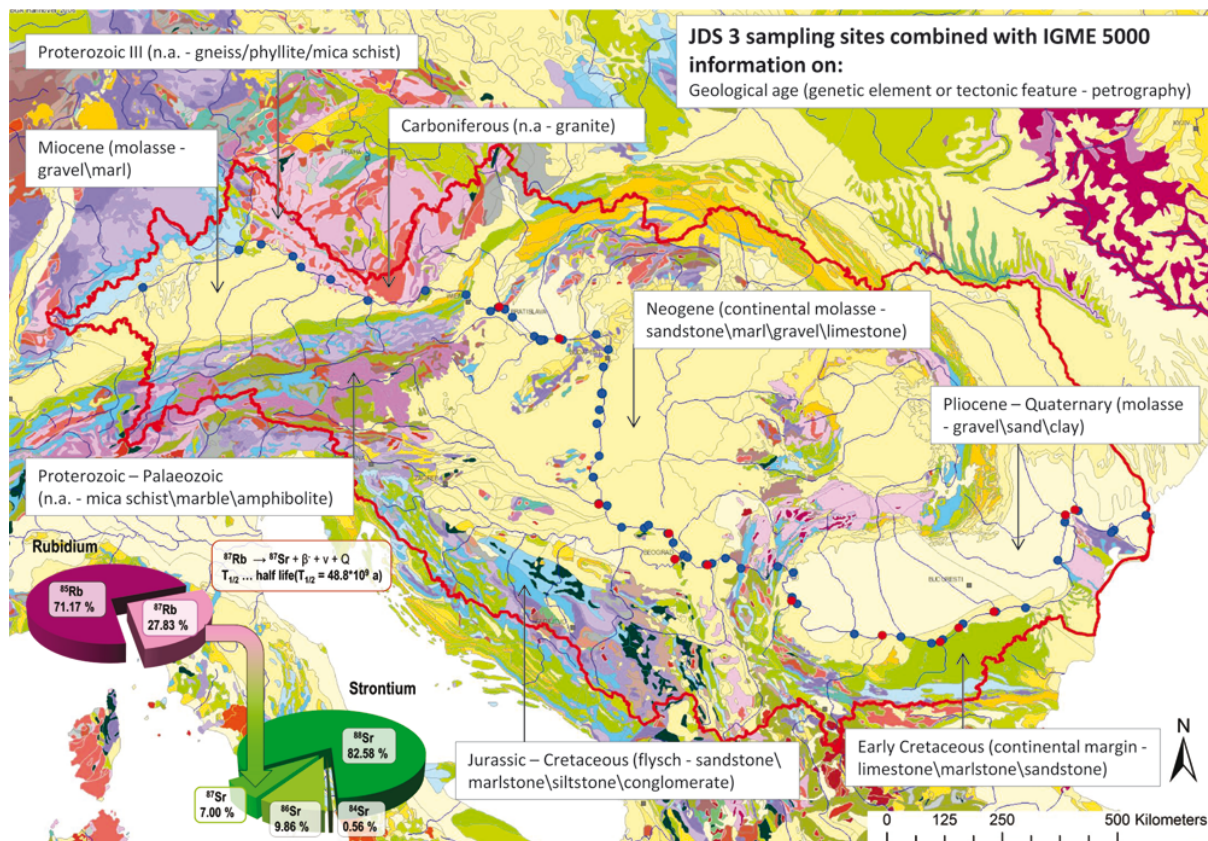 JDS 3 sampling sites combined with IGME 5000
information on:
Geological age (genetic element or tectonic feature - petrography)
Proterozoic III (n.a. - gneiss/phyllite/mica schist)
Carboniferous (n.a - granite)
Miocene (molasse -
gravel\marl)
Neogene (continental molasse -
sandstone\marl\gravel\limestone)
Pliocene – Quaternary (molasse
- gravel\sand\clay)
Proterozoic – Palaeozoic
(n.a. - mica schist\marble\amphibolite)
BRATISLAVA
BEOGRAD
BUCURESTI
Rubidium
⁸⁷Rb → ⁸⁷Sr + β⁻ + ν + Q
T₁/₂ ... half life(T₁/₂ = 48.8*10⁹ a)
⁸⁵Rb
71.17 %
⁸⁷Rb
27.83 %
Strontium
⁸⁸Sr
82.58 %
⁸⁷Sr
7.00 %
⁸⁶Sr
9.86 %
⁸⁴Sr
0.56 %
Jurassic – Cretaceous (flysch - sandstone\
marlstone\siltstone\conglomerate)
Early Cretaceous (continental margin -
limestone\marlstone\sandstone)
N
0 125 250 500 Kilometers